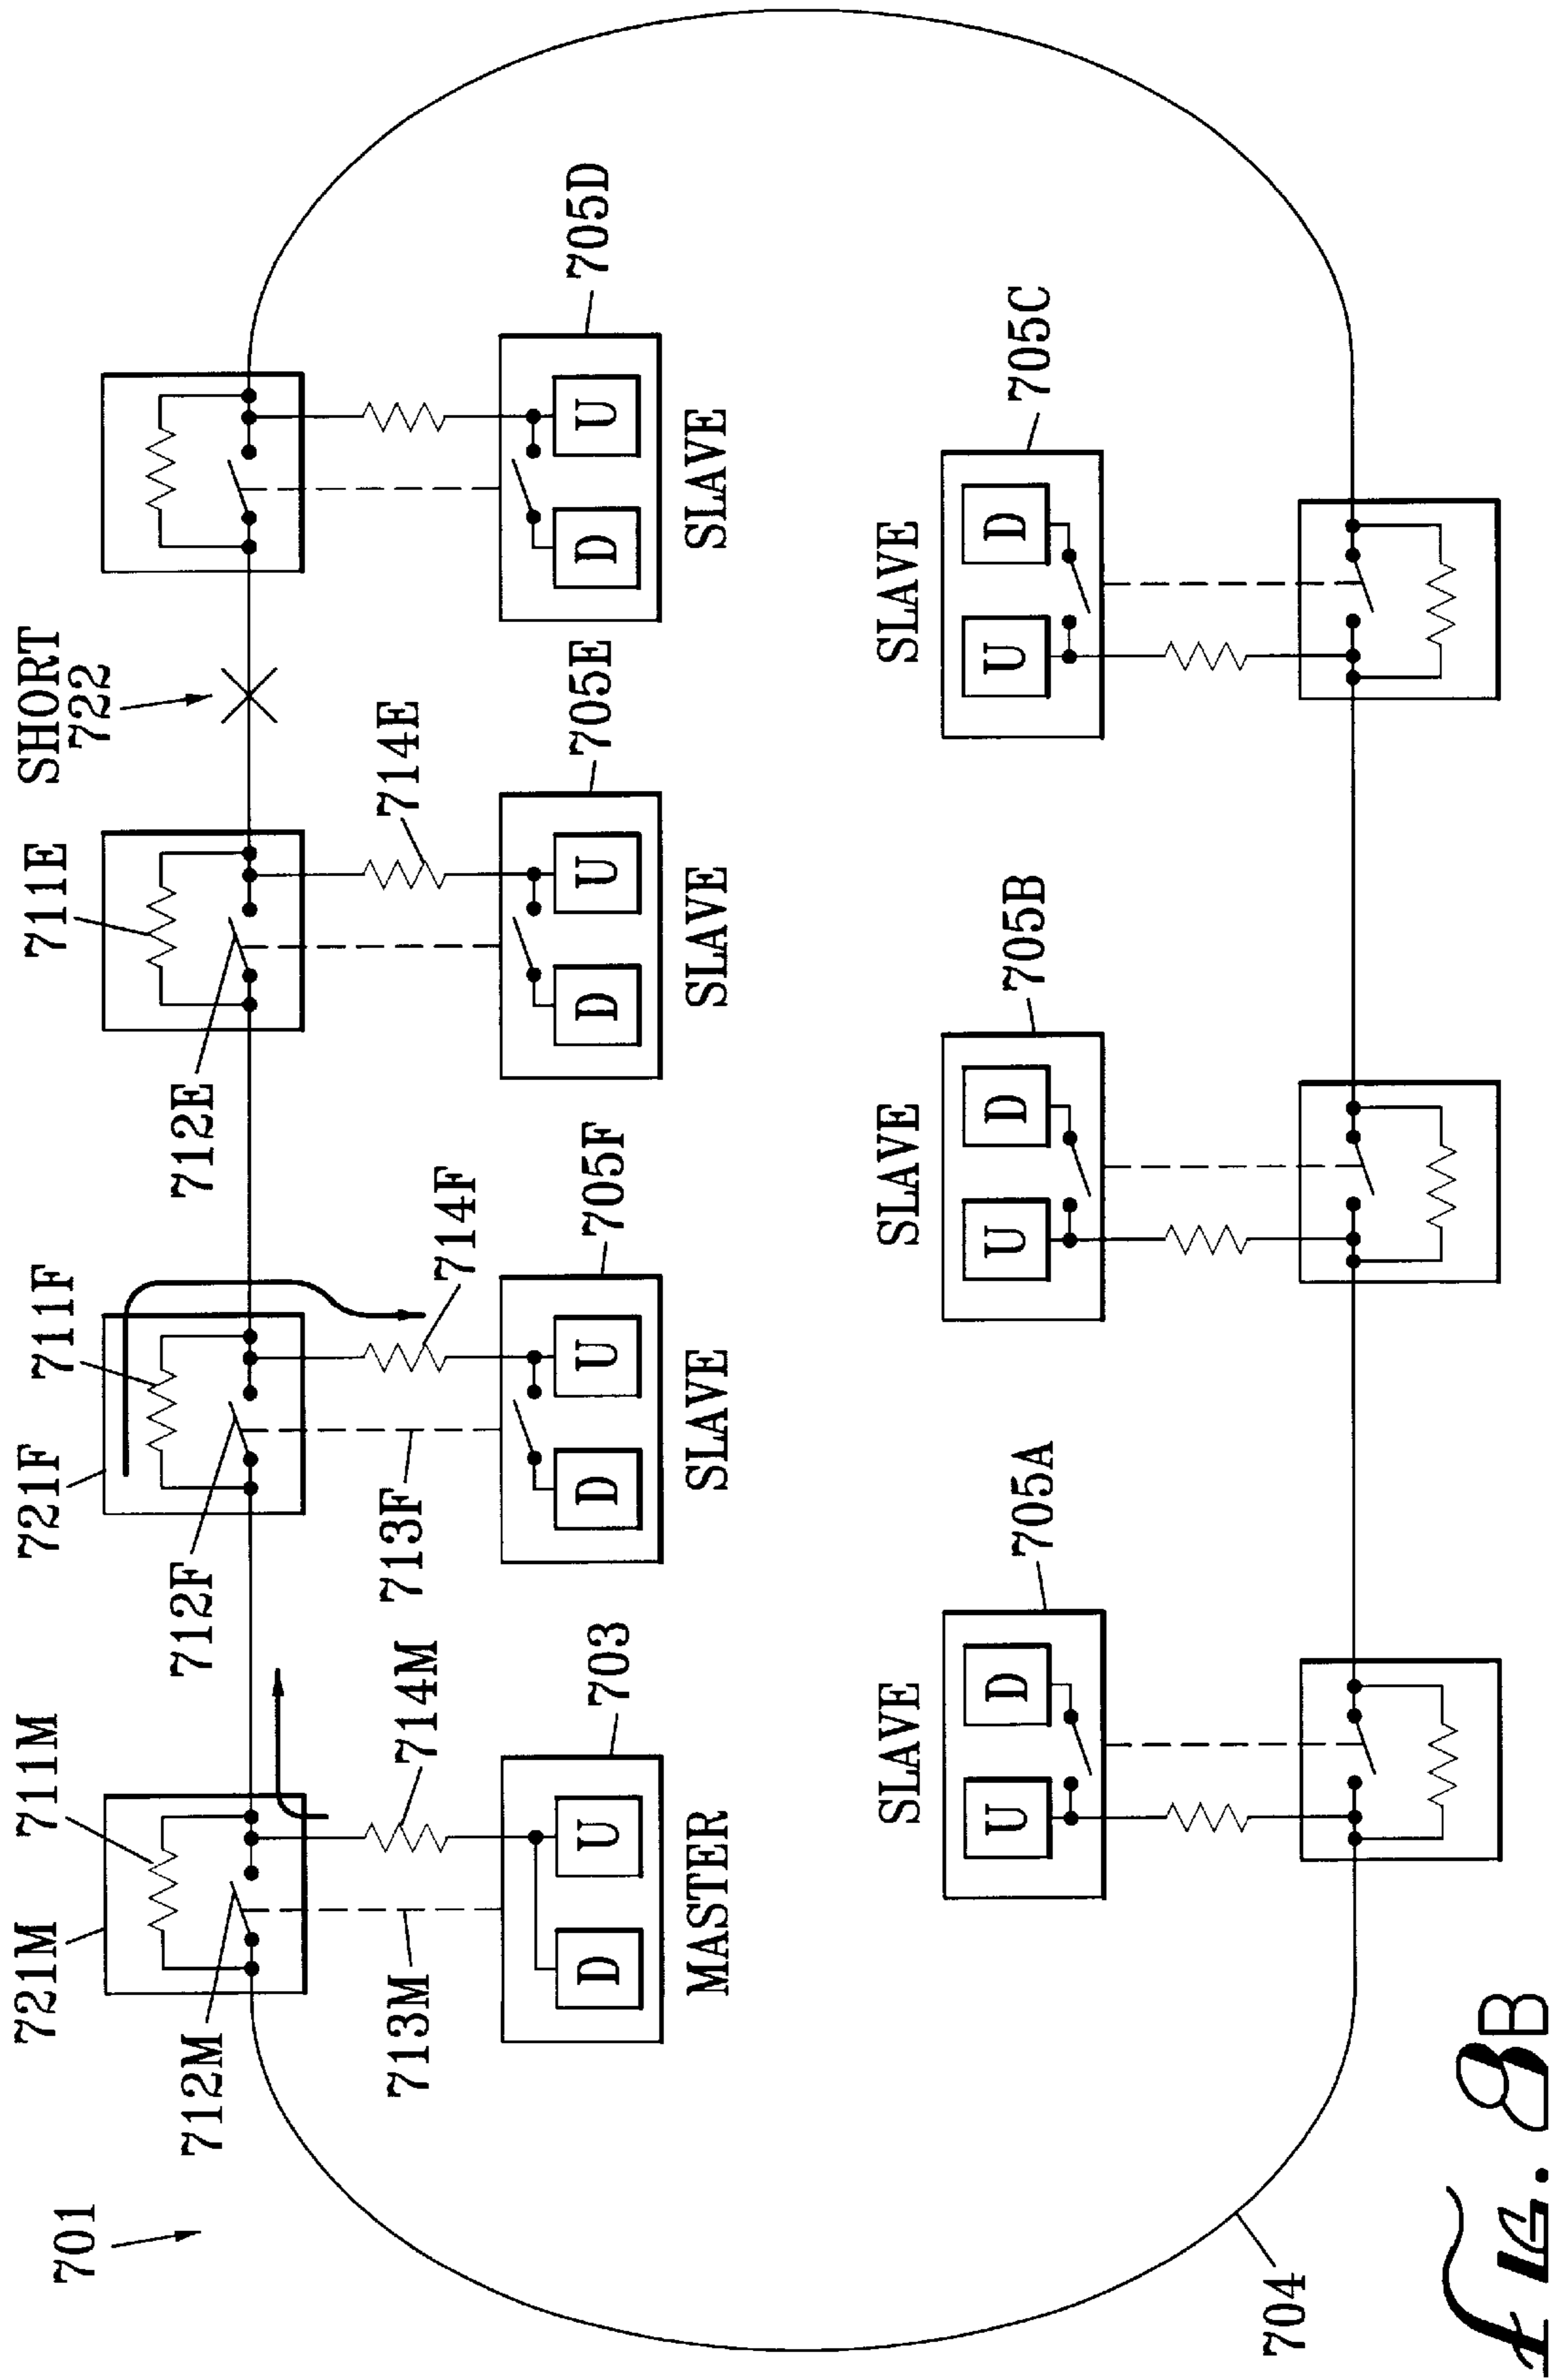 701
721M
711M
712M
713M
714M
703
D
U
MASTER
721F
711F
712F
713F
714F
705F
D
U
SLAVE
711E
712E
714E
705E
D
U
SLAVE
SHORT
722
705D
D
U
SLAVE
SLAVE
705A
U
D
SLAVE
705B
U
D
SLAVE
705C
U
D
704
FIG. 8B